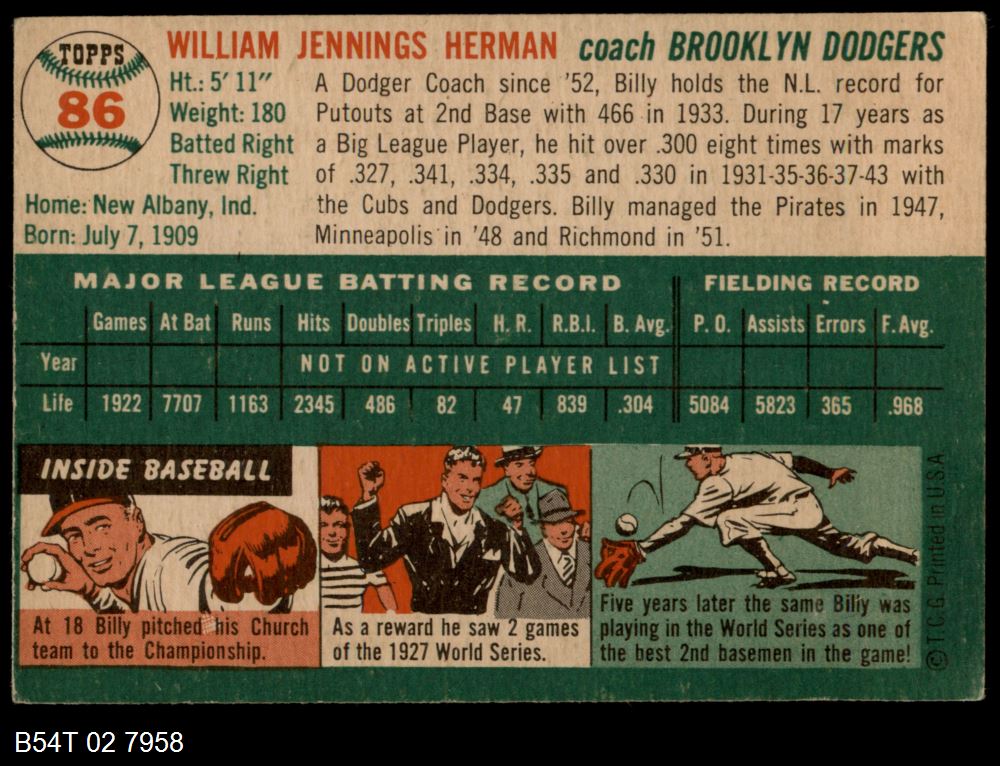 TOPPS
86
WILLIAM JENNINGS HERMAN coach BROOKLYN DODGERS
Ht.: 5' 11"
Weight: 180
Batted Right
Threw Right
Home: New Albany, Ind.
Born: July 7, 1909
A Dodger Coach since '52, Billy holds the N.L. record for
Putouts at 2nd Base with 466 in 1933. During 17 years as
a Big League Player, he hit over .300 eight times with marks
of .327, .341, .334, .335 and .330 in 1931-35-36-37-43 with
the Cubs and Dodgers. Billy managed the Pirates in 1947,
Minneapolis in '48 and Richmond in '51.
MAJOR LEAGUE BATTING RECORD FIELDING RECORD
Games At Bat Runs Hits Doubles Triples H. R. R.B.I. B. Avg. P. O. Assists Errors F. Avg.
Year NOT ON ACTIVE PLAYER LIST
Life 1922 7707 1163 2345 486 82 47 839 .304 5084 5823 365 .968
INSIDE BASEBALL
At 18 Billy pitched his Church
team to the Championship.
As a reward he saw 2 games
of the 1927 World Series.
Five years later the same Billy was
playing in the World Series as one of
the best 2nd basemen in the game!
© T.C.G. Printed in U.S.A.
B54T 02 7958